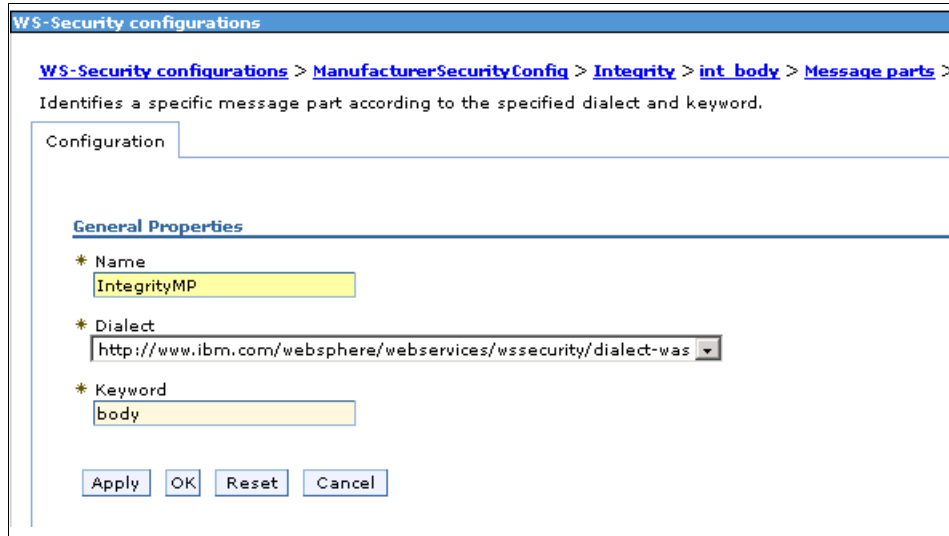 WS-Security configurations
WS-Security configurations > ManufacturerSecurityConfig > Integrity > int_body > Message parts >
Identifies a specific message part according to the specified dialect and keyword.
Configuration
General Properties
* Name
IntegrityMP
* Dialect
http://www.ibm.com/websphere/webservices/wssecurity/dialect-was
* Keyword
body
Apply OK Reset Cancel